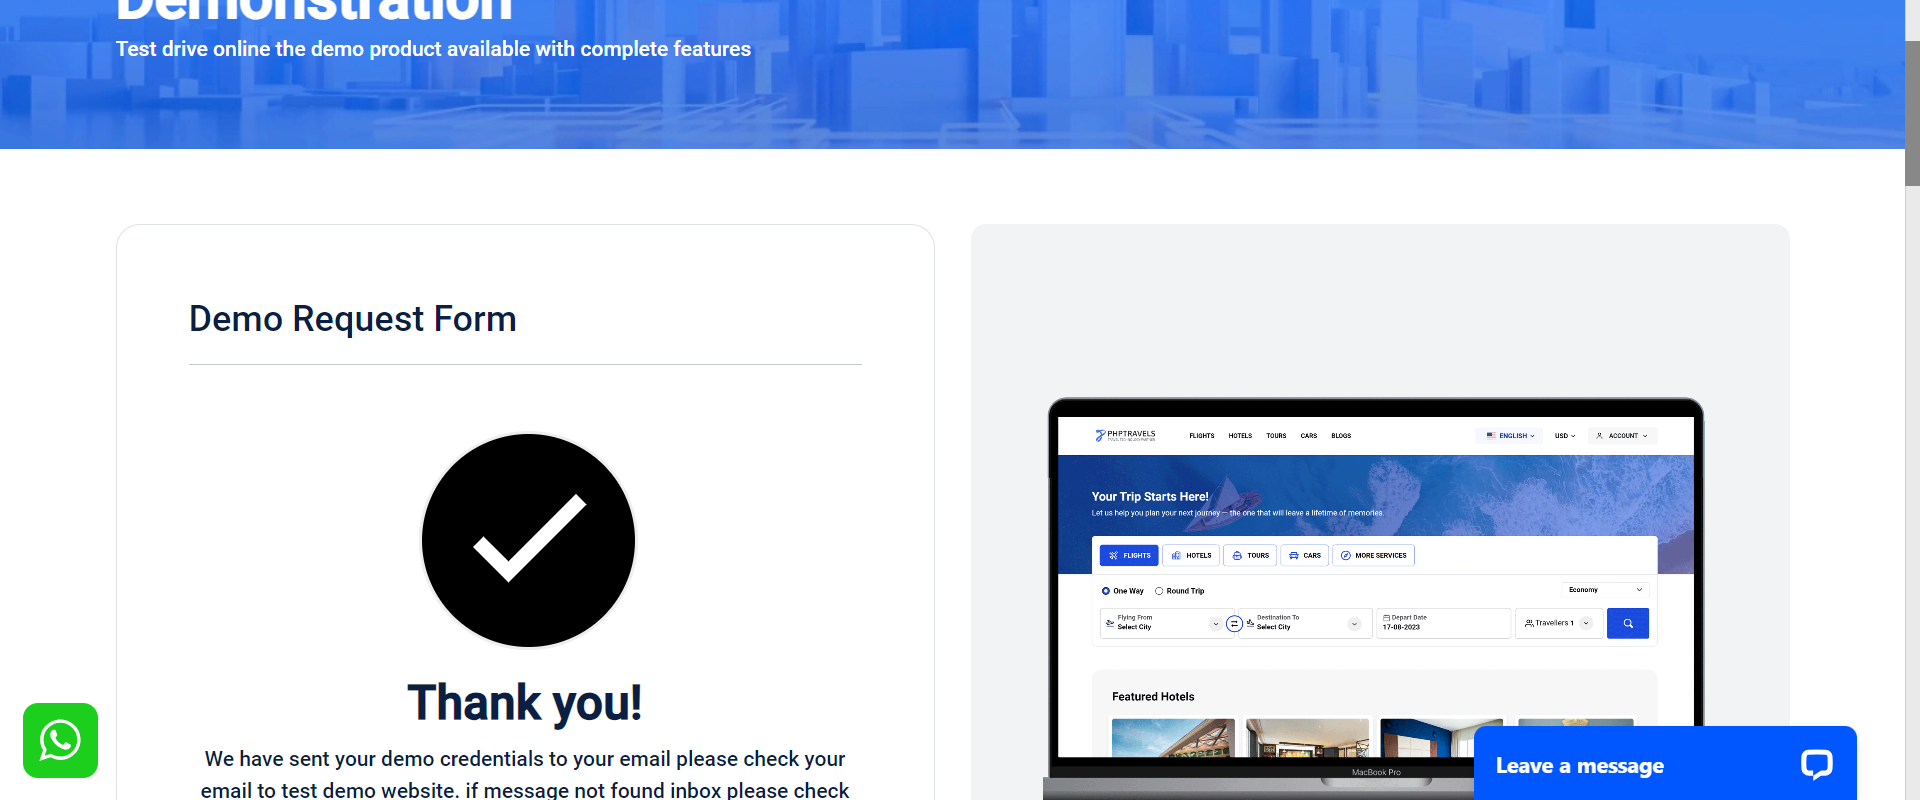 Demonstration
Test drive online the demo product available with complete features
Demo Request Form
Thank you!
We have sent your demo credentials to your email please check your
email to test demo website. if message not found inbox please check
PHPTRAVELS
FLIGHTS HOTELS TOURS CARS BLOGS
ENGLISH USD ACCOUNT
Your Trip Starts Here!
Let us help you plan your next journey — the one that will leave a lifetime of memories.
FLIGHTS HOTELS TOURS CARS MORE SERVICES
One Way Round Trip Economy
Flying From Destination To Depart Date
Select City Select City 17-08-2023 Travellers 1
Featured Hotels
MacBook Pro
Leave a message